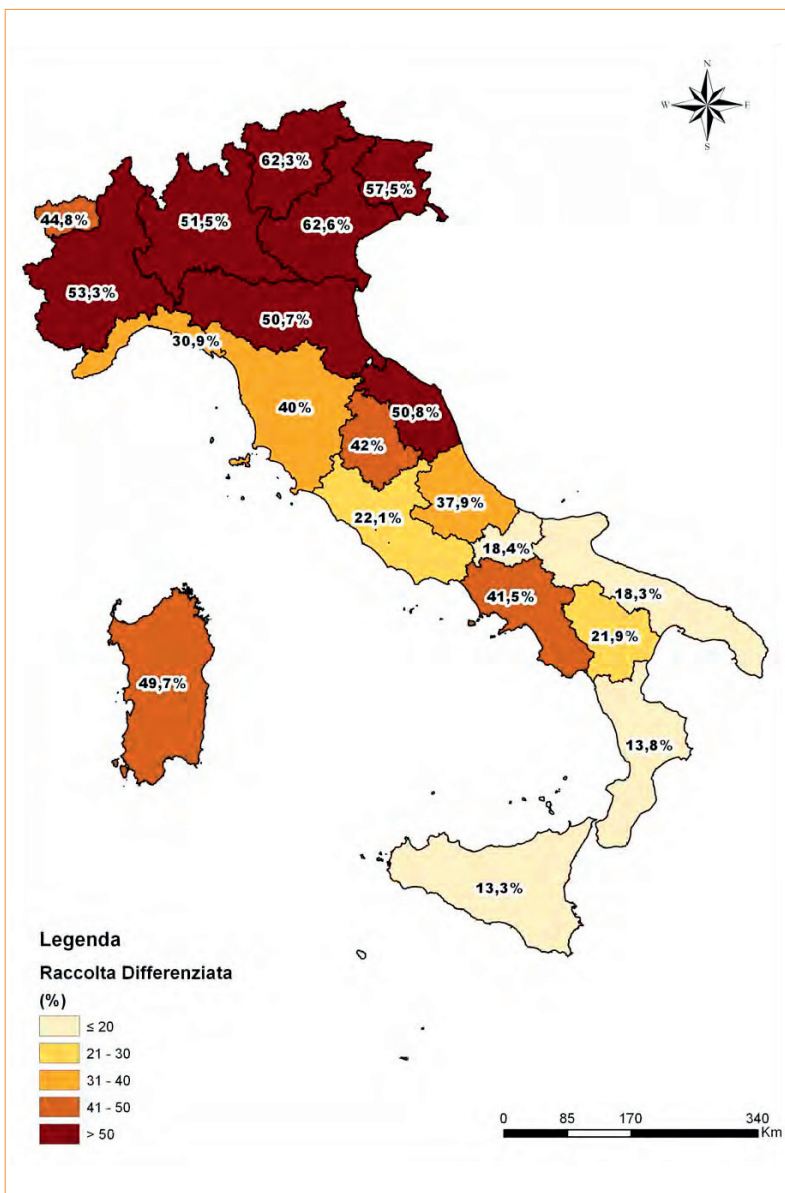 N
W E
S
62,3%
57,5%
44,8%
51,5%
62,6%
53,3%
50,7%
30,9%
40%
50,8%
42%
37,9%
22,1%
18,4%
41,5%
18,3%
21,9%
49,7%
13,8%
13,3%
Legenda
Raccolta Differenziata
(%)
≤ 20
21 - 30
31 - 40
41 - 50
> 50
0 85 170 340
Km